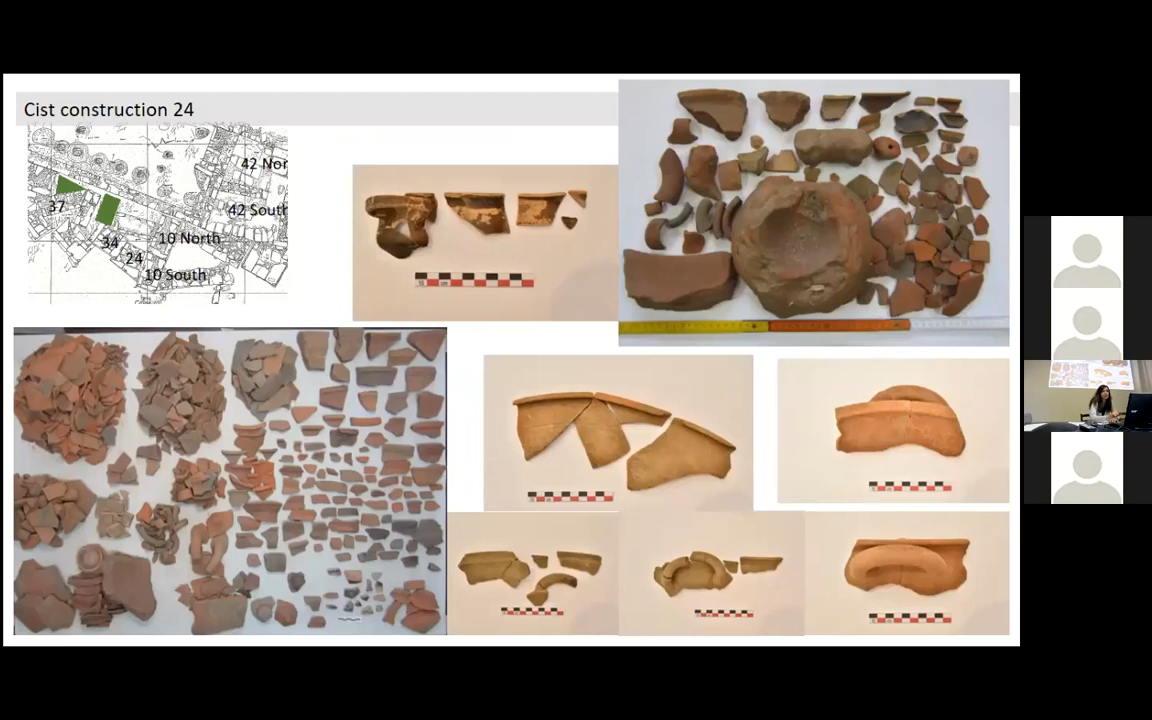 Cist construction 24
42 Nor
37
42 South
34
10 North
24
10 South